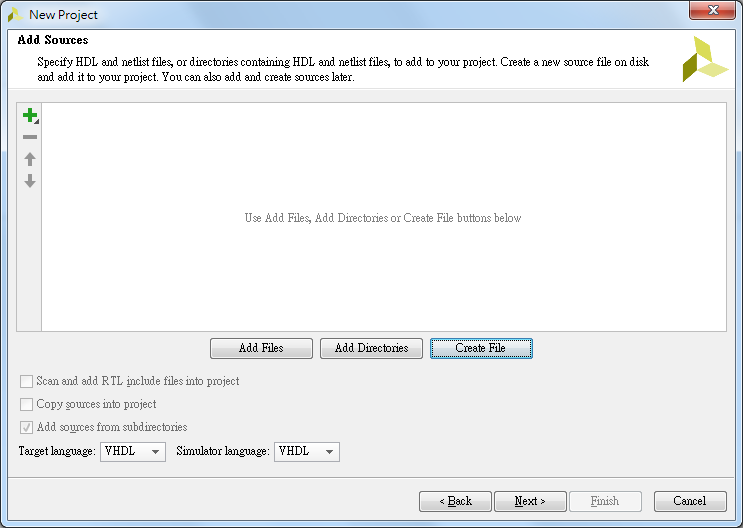 New Project
Add Sources
Specify HDL and netlist files, or directories containing HDL and netlist files, to add to your project. Create a new source file on disk
and add it to your project. You can also add and create sources later.
Use Add Files, Add Directories or Create File buttons below
Add Files
Add Directories
Create File
Scan and add RTL include files into project
Copy sources into project
Add sources from subdirectories
Target language: VHDL Simulator language: VHDL
< Back Next > Finish Cancel